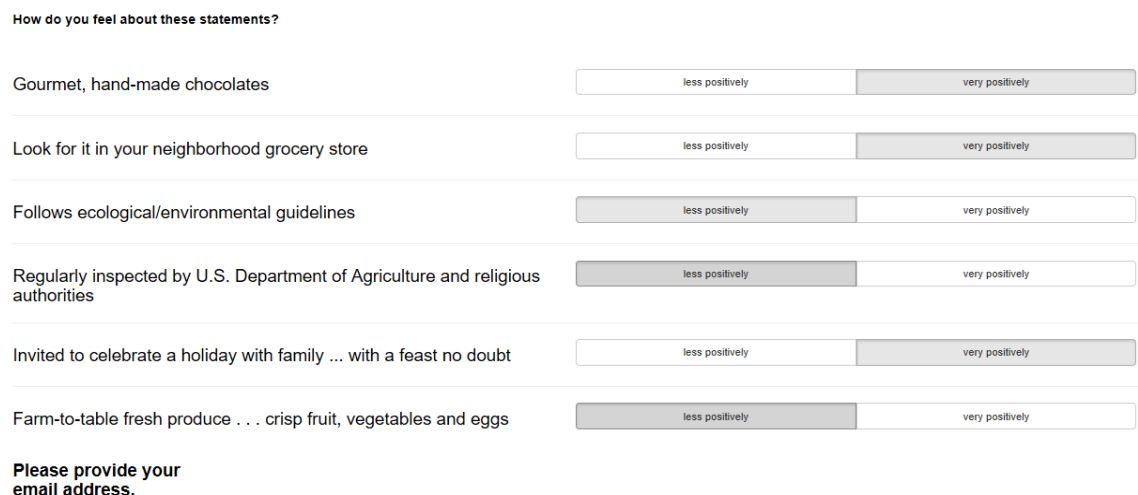 How do you feel about these statements?
Gourmet, hand-made chocolates
less positively
very positively
Look for it in your neighborhood grocery store
less positively
very positively
Follows ecological/environmental guidelines
less positively
very positively
Regularly inspected by U.S. Department of Agriculture and religious
authorities
less positively
very positively
Invited to celebrate a holiday with family ... with a feast no doubt
less positively
very positively
Farm-to-table fresh produce . . . crisp fruit, vegetables and eggs
less positively
very positively
Please provide your
email address.